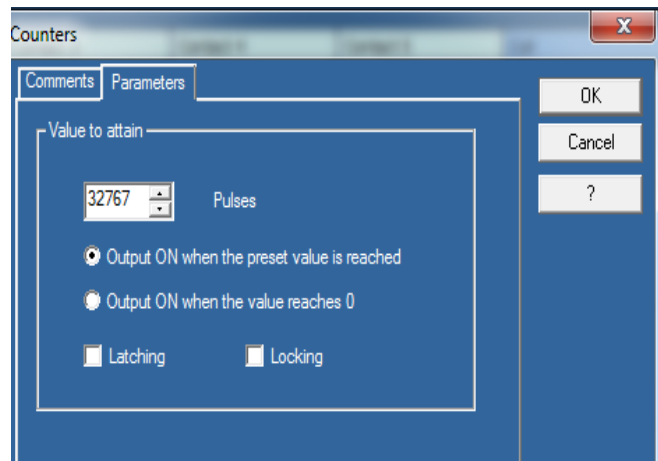 Counters
X
Comments Parameters
OK
Value to attain
Cancel
32767 Pulses
?
Output ON when the preset value is reached
Output ON when the value reaches 0
Latching Locking